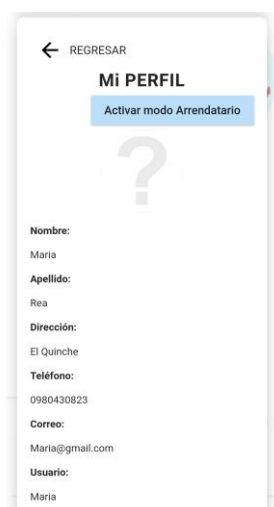 REGRESAR
Mi PERFIL
Activar modo Arrendatario
?
Nombre:
Maria
Apellido:
Rea
Dirección:
El Quinche
Teléfono:
0980430823
Correo:
Maria@gmail.com
Usuario:
Maria